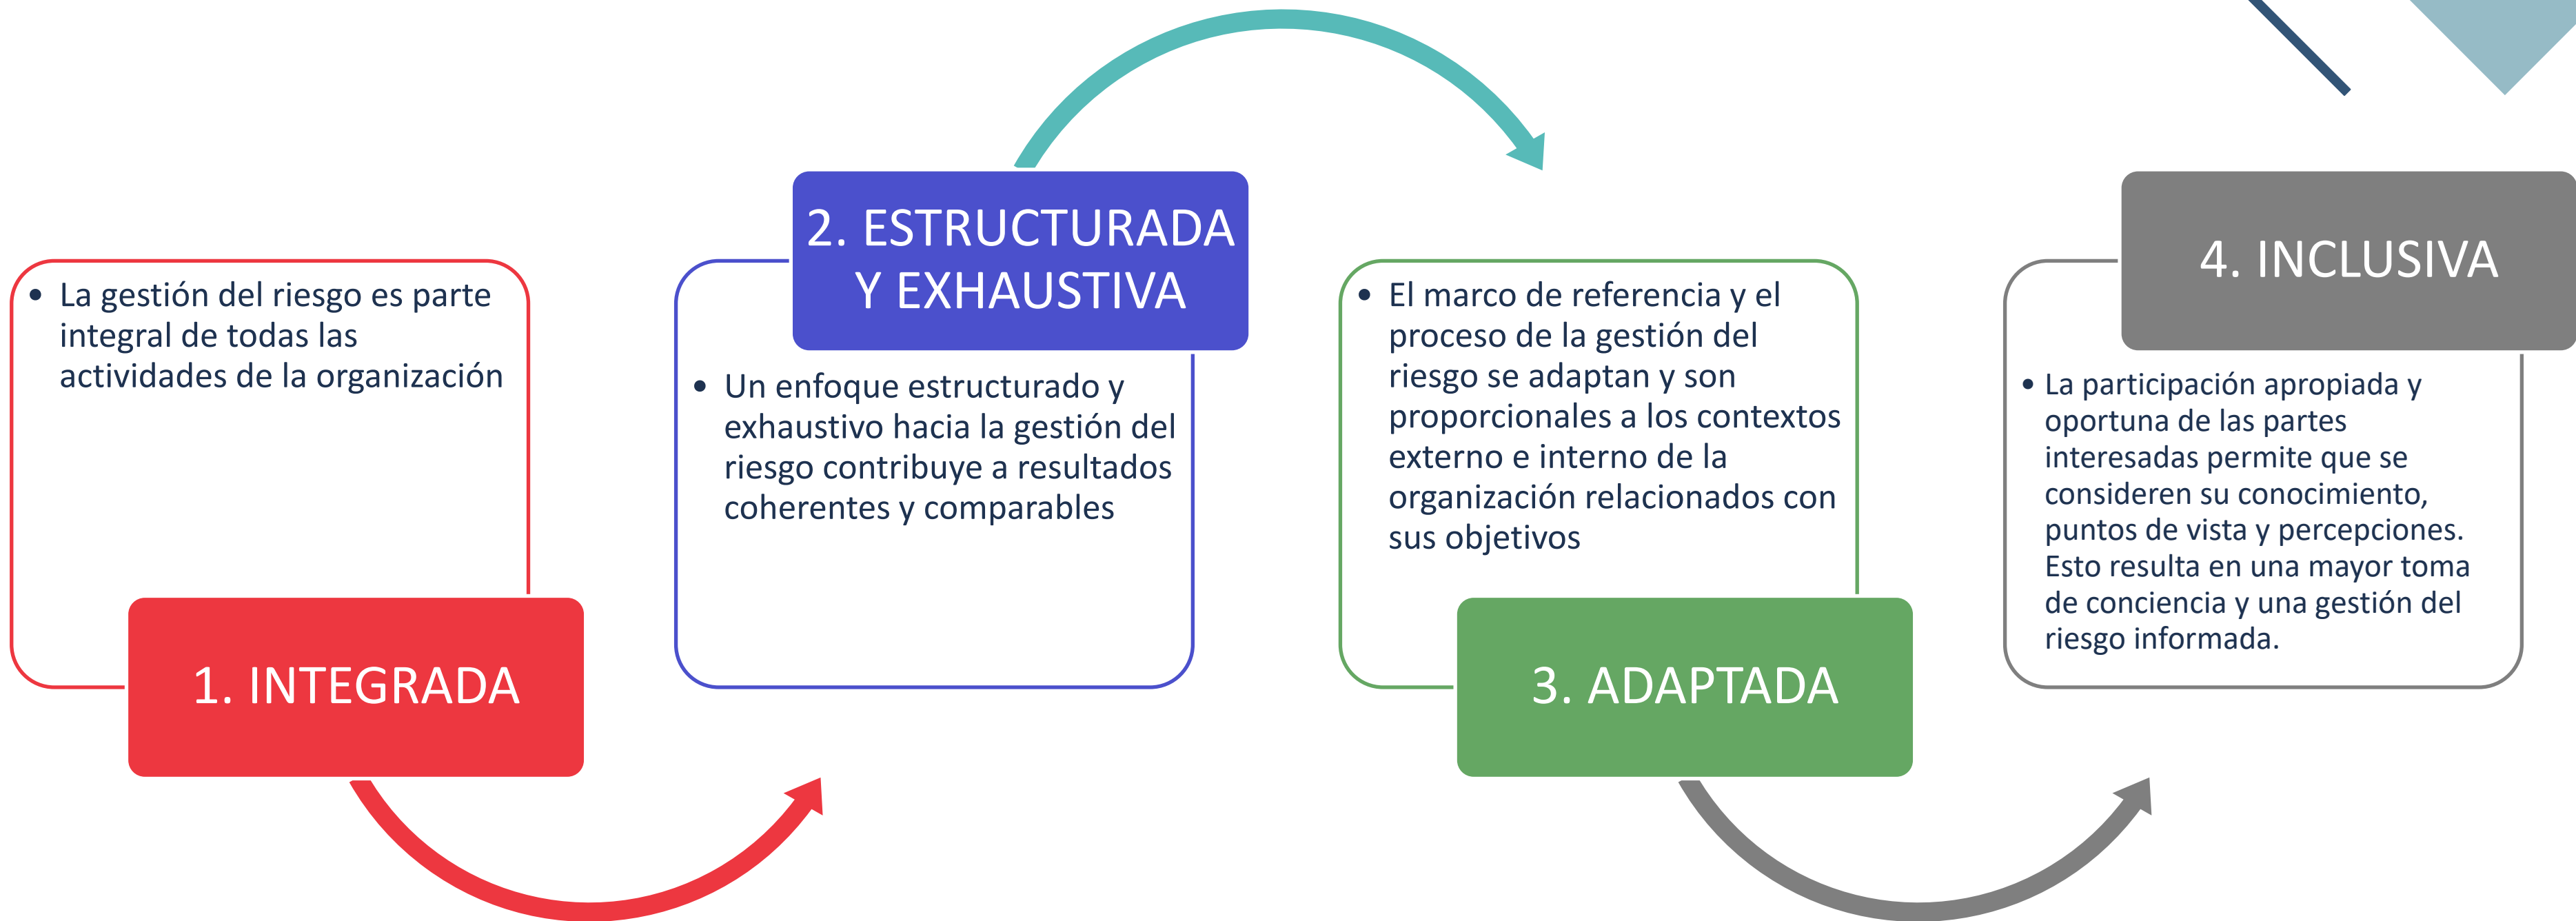 • La gestión del riesgo es parte
integral de todas las
actividades de la organización
1. INTEGRADA
2. ESTRUCTURADA
Y EXHAUSTIVA
• Un enfoque estructurado y
exhaustivo hacia la gestión del
riesgo contribuye a resultados
coherentes y comparables
• El marco de referencia y el
proceso de la gestión del
riesgo se adaptan y son
proporcionales a los contextos
externo e interno de la
organización relacionados con
sus objetivos
3. ADAPTADA
4. INCLUSIVA
• La participación apropiada y
oportuna de las partes
interesadas permite que se
consideren su conocimiento,
puntos de vista y percepciones.
Esto resulta en una mayor toma
de conciencia y una gestión del
riesgo informada.